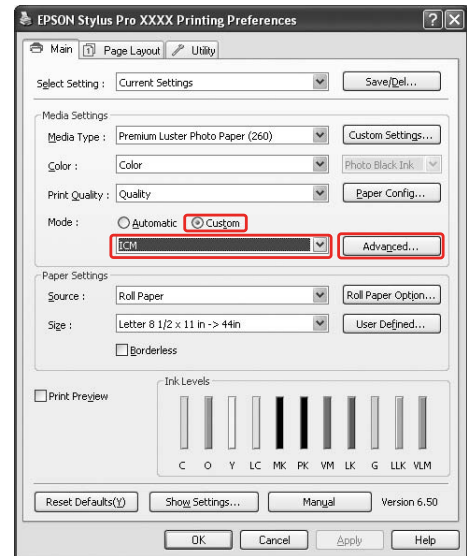 EPSON Stylus Pro XXXX Printing Preferences
Main Page Layout Utility
Select Setting : Current Settings Save/Del...
Media Settings
Media Type : Premium Luster Photo Paper (260) Custom Settings...
Color : Color Photo Black Ink
Print Quality : Quality Paper Config...
Mode : Automatic Custom
ICM Advanced...
Paper Settings
Source : Roll Paper Roll Paper Option...
Size : Letter 8 1/2 x 11 in -> 44in User Defined...
Borderless
Print Preview
Ink Levels
C O Y LC MK PK VM LK G LLK VLM
Reset Defaults(Y) Show Settings... Manual Version 6.50
OK Cancel Apply Help